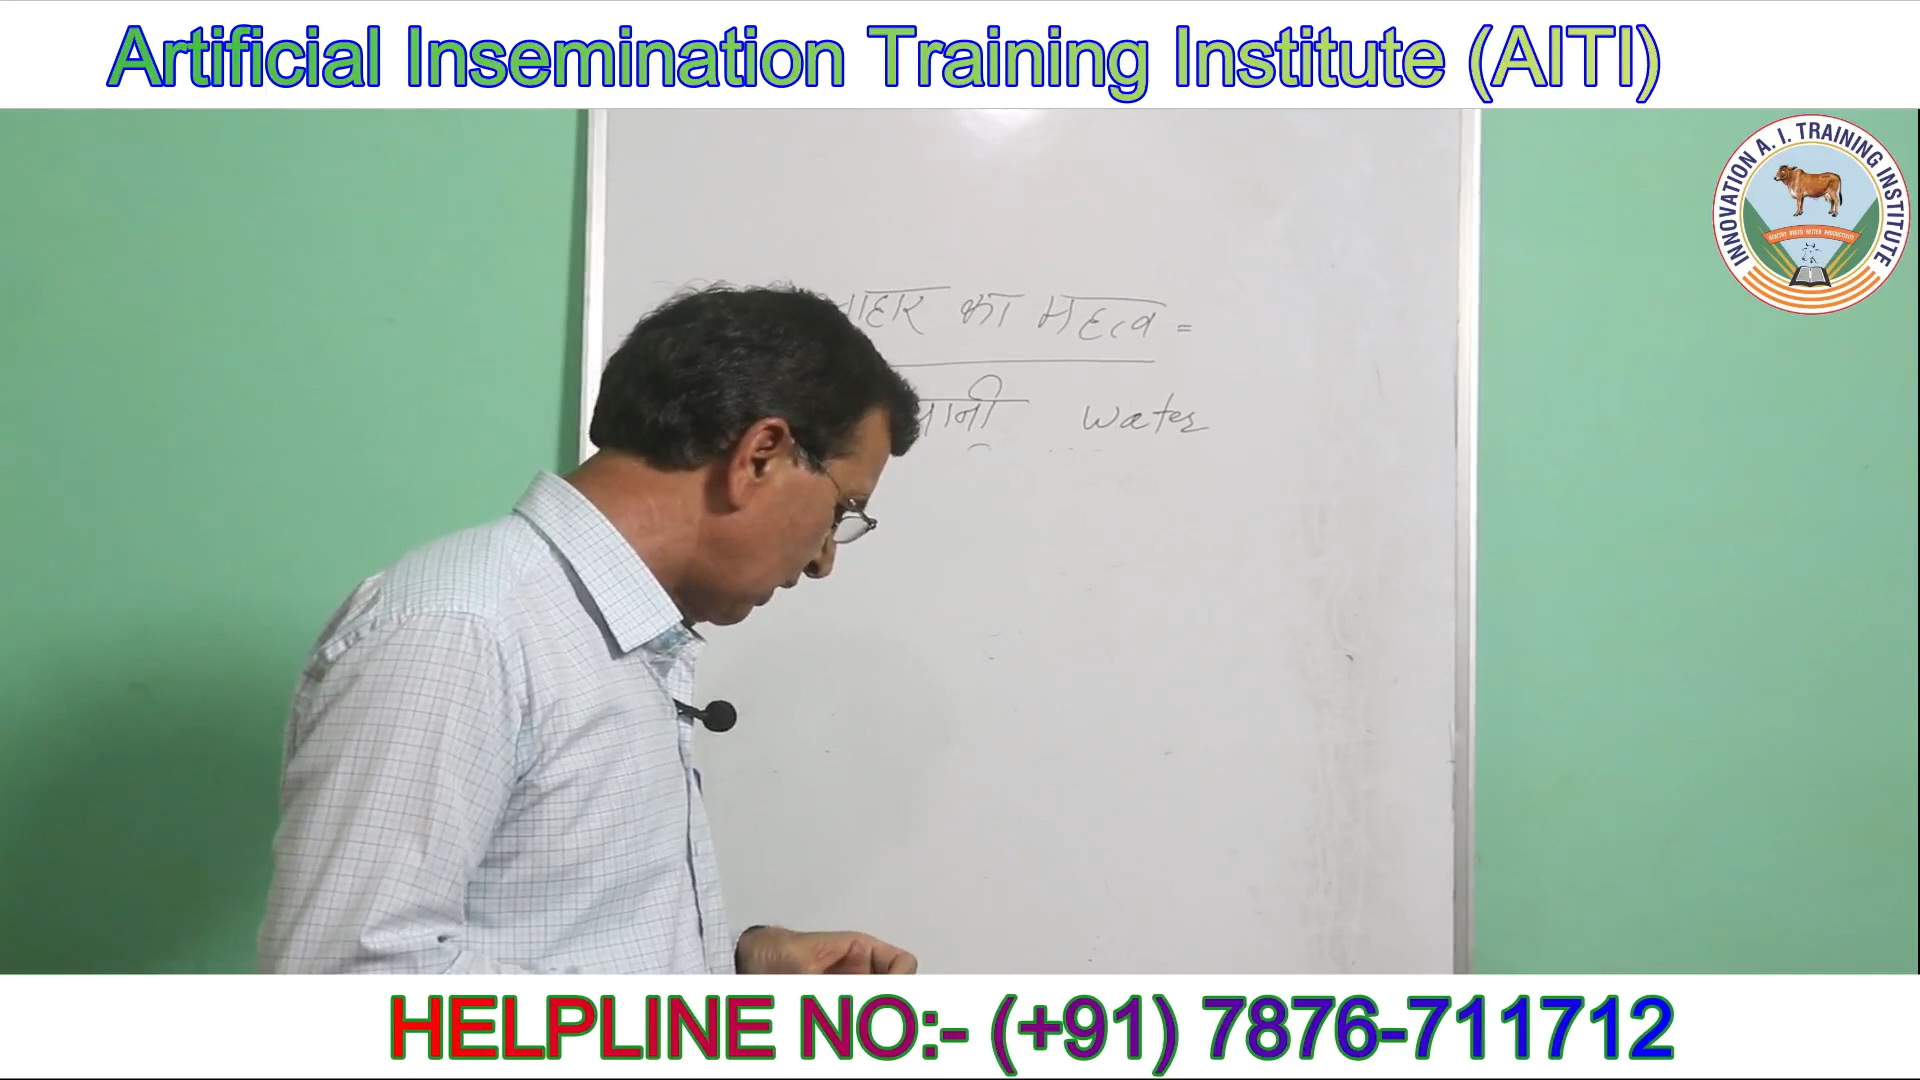 Artificial Insemination Training Institute (AITI)
INNOVATION A. I. TRAINING INSTITUTE
का महत्व =
पानी water
HELPLINE NO:- (+91) 7876-711712